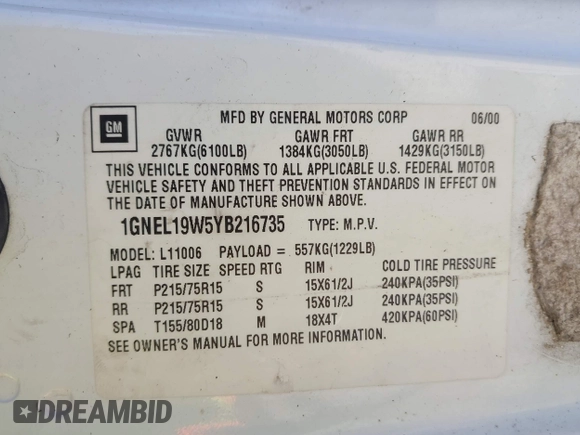 GM
MFD BY GENERAL MOTORS CORP 06/00
GVWR GAWR FRT GAWR RR
2767KG(6100LB) 1384KG(3050LB) 1429KG(3150LB)
THIS VEHICLE CONFORMS TO ALL APPLICABLE U.S. FEDERAL MOTOR
VEHICLE SAFETY AND THEFT PREVENTION STANDARDS IN EFFECT ON
THE DATE OF MANUFACTURE SHOWN ABOVE.
1GNEL19W5YB216735 TYPE: M.P.V.
MODEL: L11006 PAYLOAD = 557KG(1229LB)
LPAG TIRE SIZE SPEED RTG RIM COLD TIRE PRESSURE
FRT P215/75R15 S 15X61/2J 240KPA(35PSI)
RR P215/75R15 S 15X61/2J 240KPA(35PSI)
SPA T155/80D18 M 18X4T 420KPA(60PSI)
SEE OWNER'S MANUAL FOR MORE INFORMATION.
DREAMBID